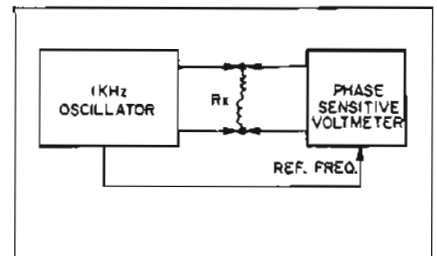 1KHz
OSCILLATOR
Rx
PHASE
SENSITIVE
VOLTMETER
REF. FREQ.